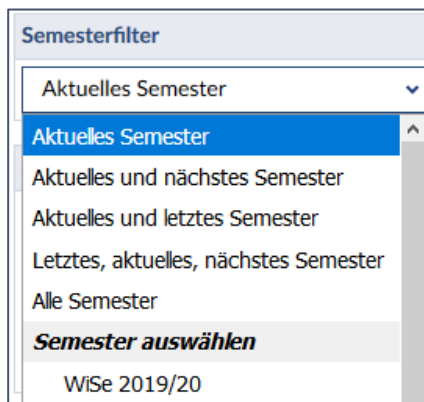 Semesterfilter
Aktuelles Semester
Aktuelles Semester
Aktuelles und nächstes Semester
Aktuelles und letztes Semester
Letztes, aktuelles, nächstes Semester
Alle Semester
Semester auswählen
WiSe 2019/20